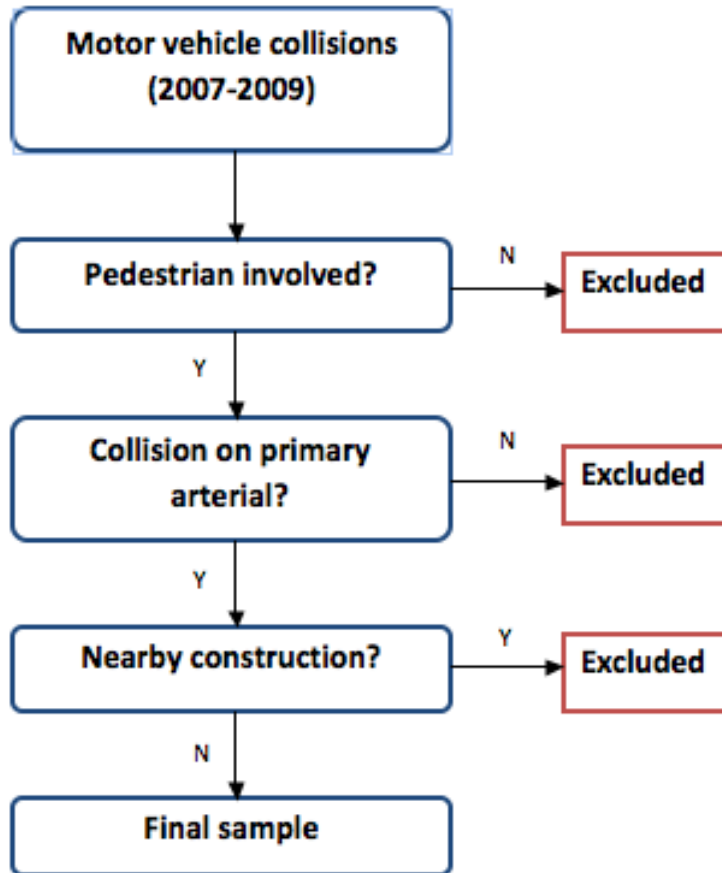 Motor vehicle collisions
(2007-2009)
Pedestrian involved?
N
Excluded
Y
Collision on primary
arterial?
N
Excluded
Y
Nearby construction?
Y
Excluded
N
Final sample